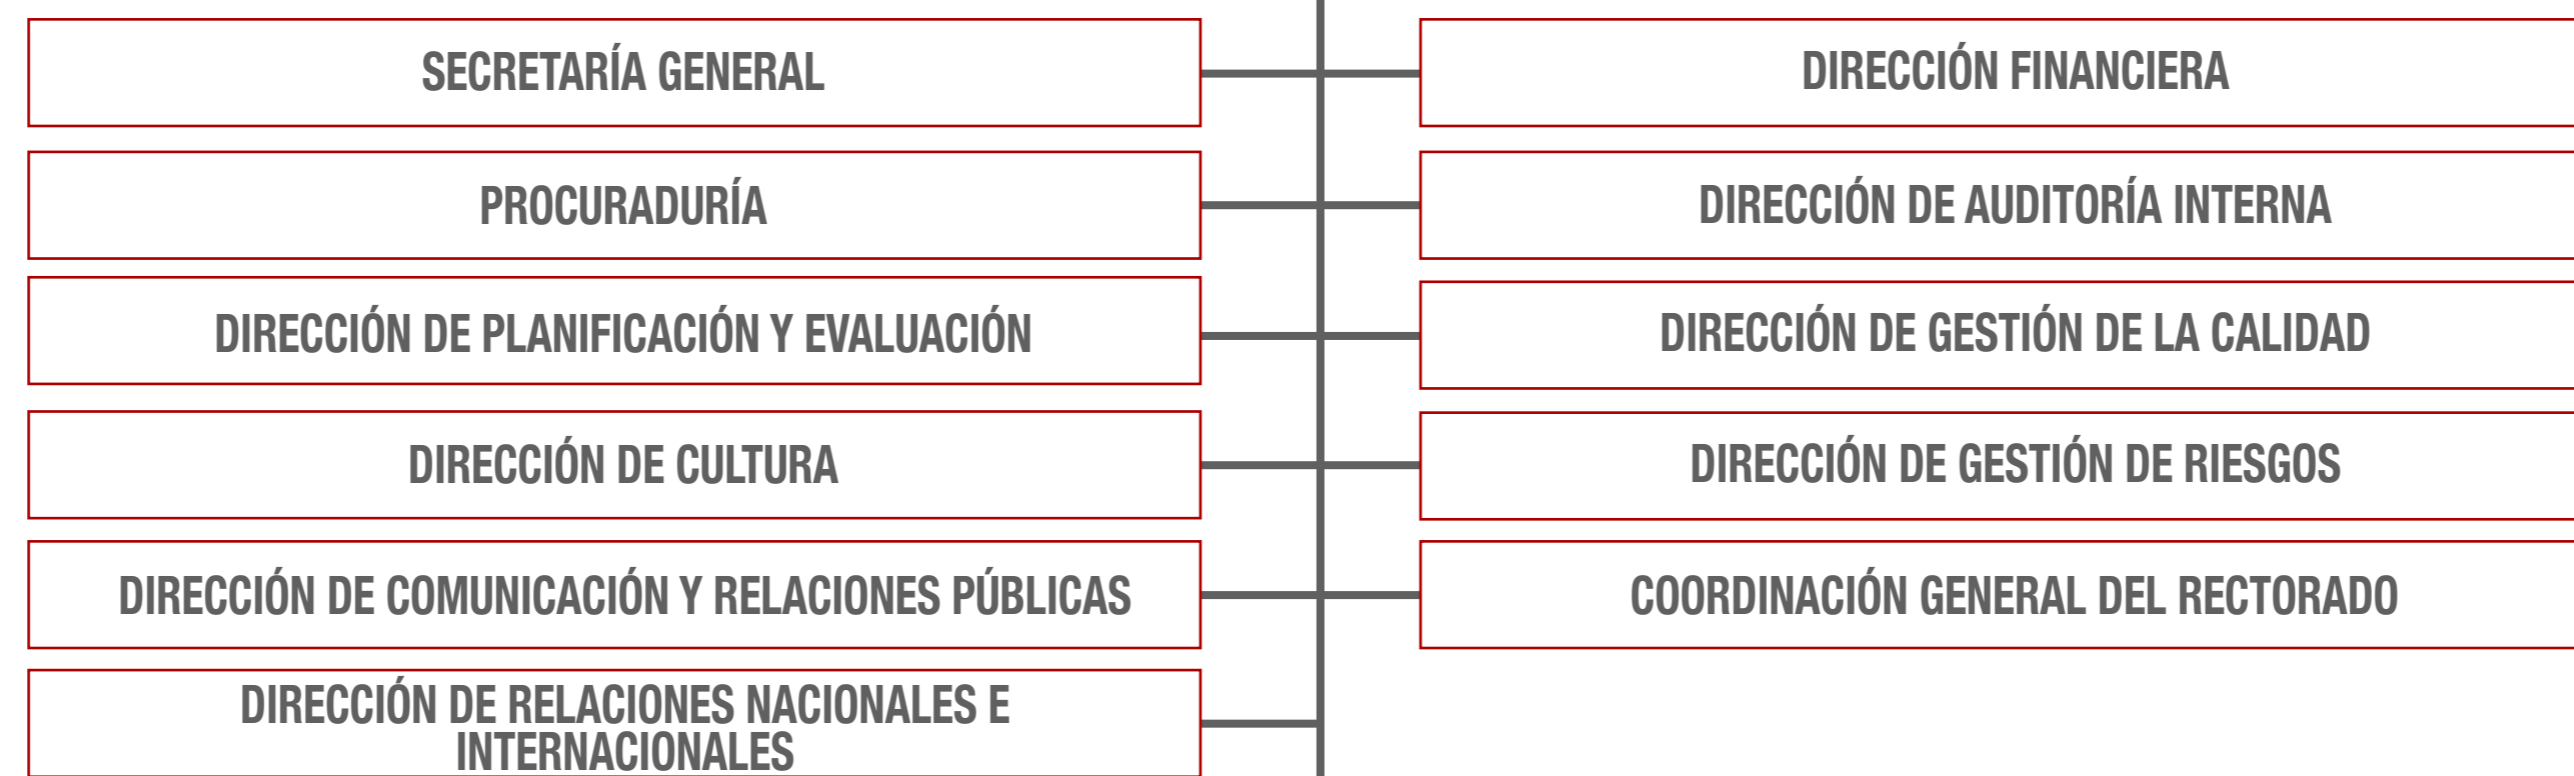 SECRETARÍA GENERAL
DIRECCIÓN FINANCIERA
PROCURADURÍA
DIRECCIÓN DE AUDITORÍA INTERNA
DIRECCIÓN DE PLANIFICACIÓN Y EVALUACIÓN
DIRECCIÓN DE GESTIÓN DE LA CALIDAD
DIRECCIÓN DE CULTURA
DIRECCIÓN DE GESTIÓN DE RIESGOS
DIRECCIÓN DE COMUNICACIÓN Y RELACIONES PÚBLICAS
COORDINACIÓN GENERAL DEL RECTORADO
DIRECCIÓN DE RELACIONES NACIONALES E
INTERNACIONALES